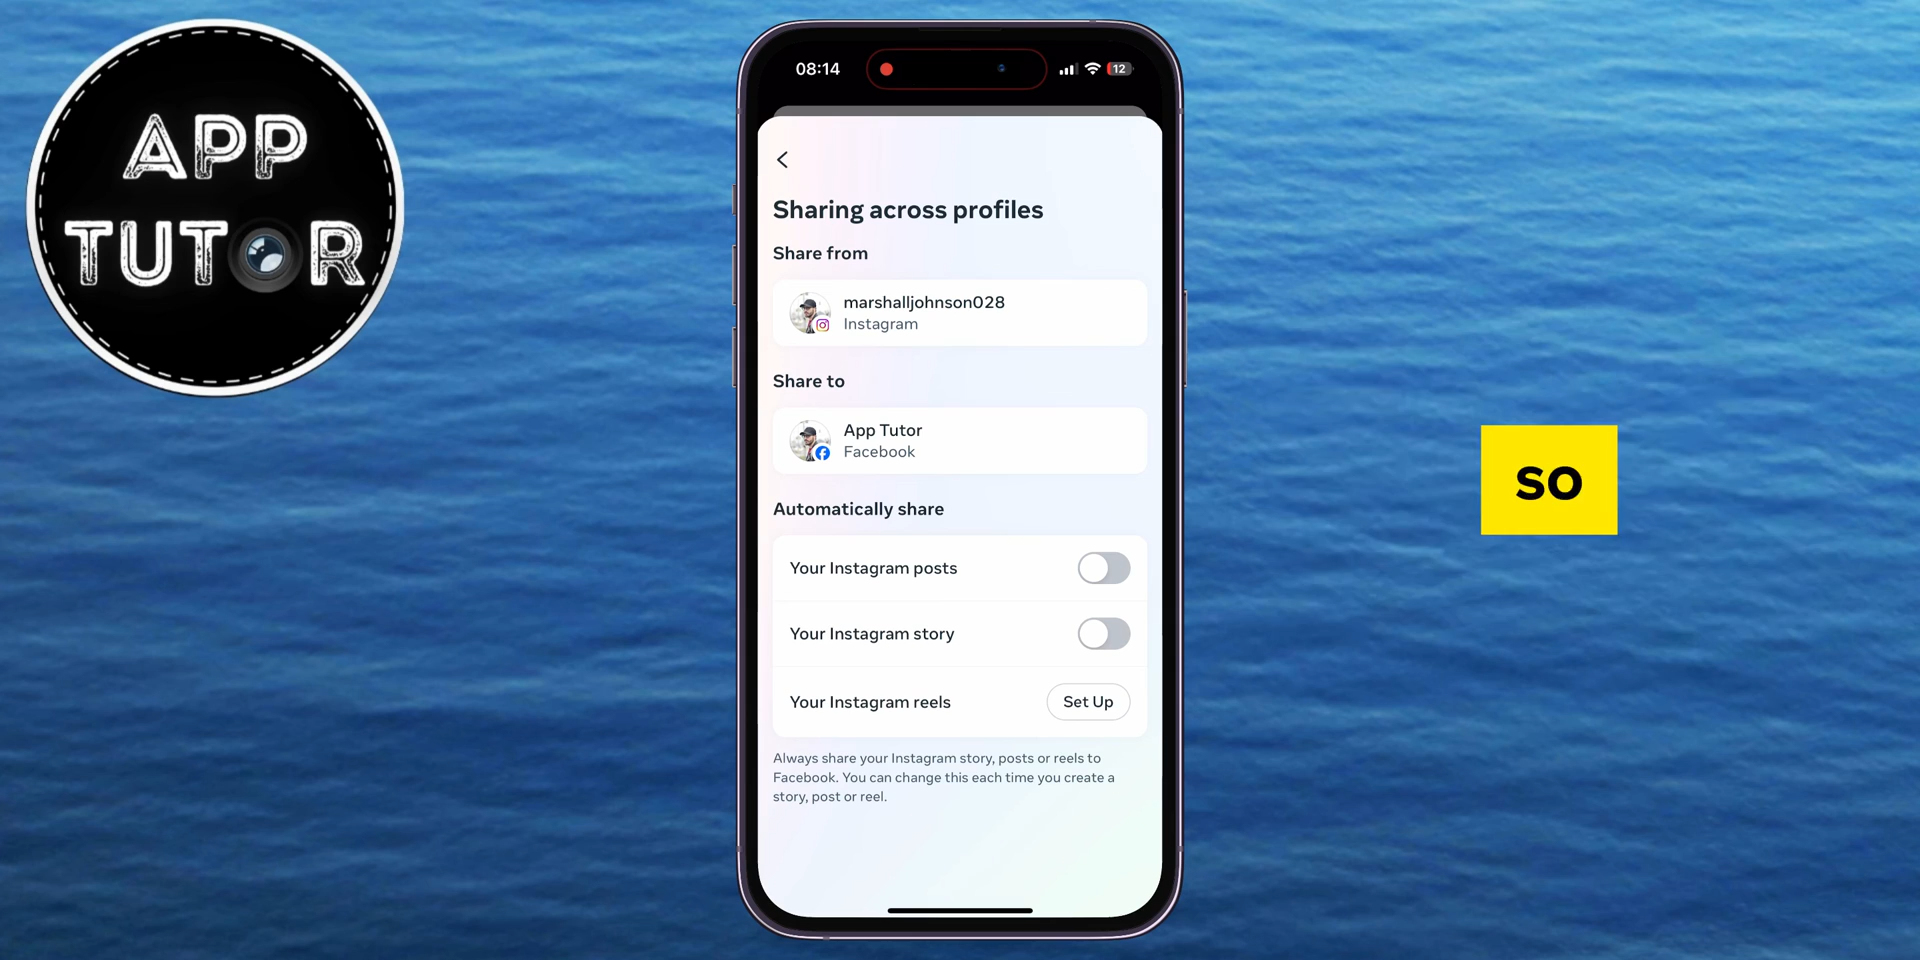 APP
TUTOR
08:14
12
Sharing across profiles
Share from
marshalljohnson028
Instagram
Share to
App Tutor
Facebook
Automatically share
Your Instagram posts
Your Instagram story
Your Instagram reels
Set Up
Always share your Instagram story, posts or reels to
Facebook. You can change this each time you create a
story, post or reel.
SO